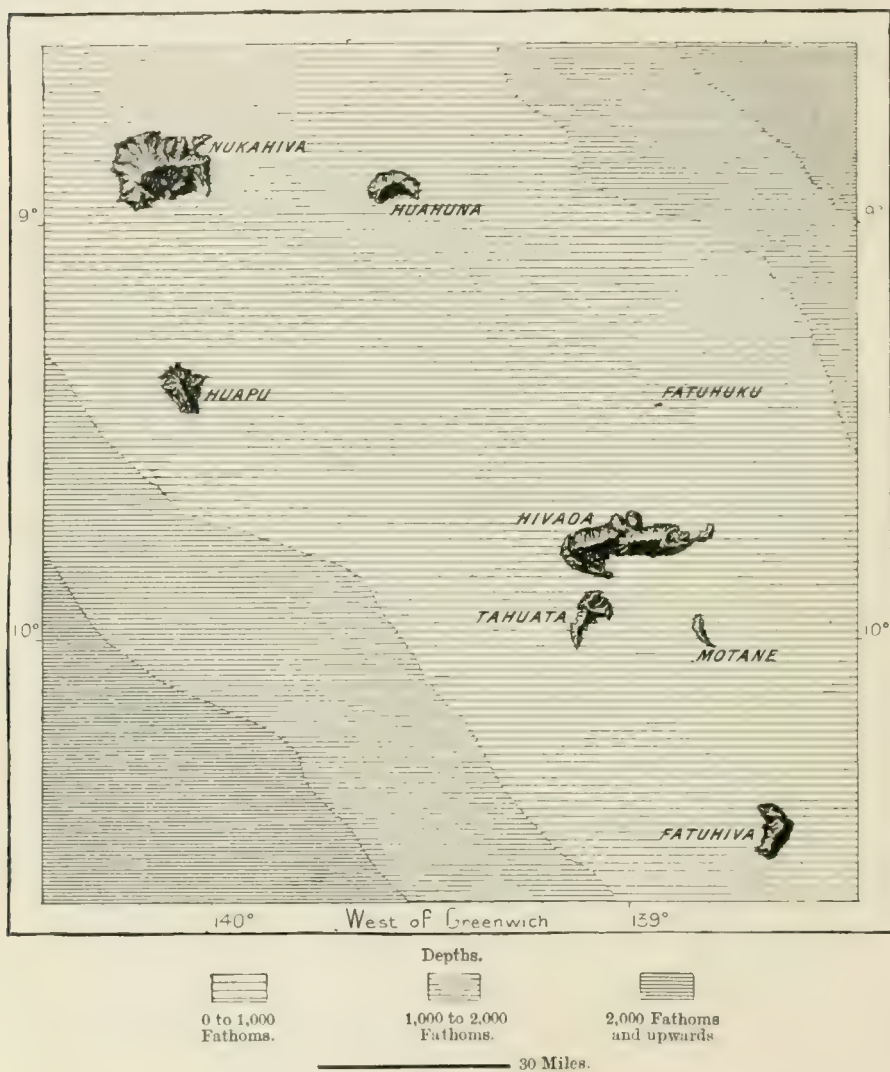 NUKAHIVA
HUAHUNA
9°
9°
HUAPU
FATUHUKU
HIVAOA
TAHUATA
10°
10°
MOTANE
FATUHIVA
140°
West of Greenwich
139°
Depths.
0 to 1,000
Fathoms.
1,000 to 2,000
Fathoms.
2,000 Fathoms
and upwards
30 Miles.